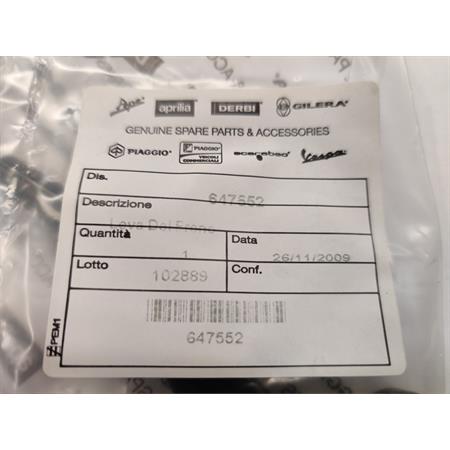 Ape aprilia DERBI GILERA
GENUINE SPARE PARTS & ACCESSORIES
PIAGGIO PIAGGIO VEICOLI COMMERCIALI scarabeo Vespa
Dis. 647552
Descrizione
Leva Del Freno
Quantità 1 Data 26/11/2009
Lotto 102889 Conf.
647552
PEM1